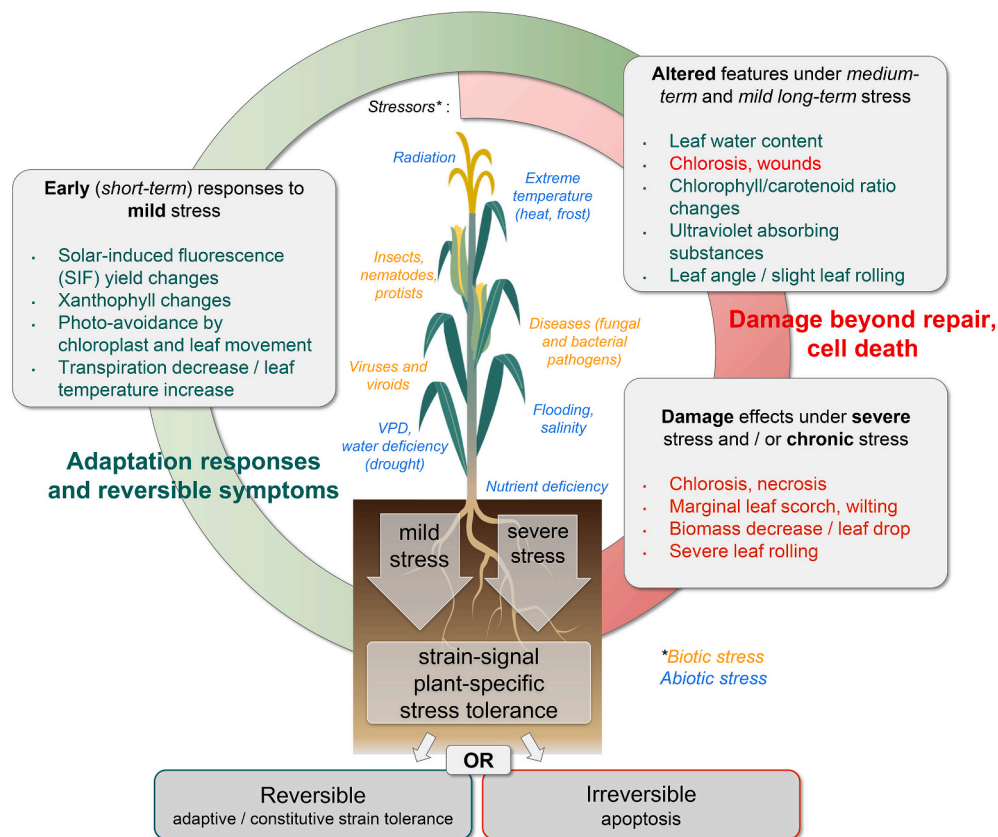 Stressors* :
Radiation
Extreme
temperature
(heat, frost)
Insects,
nematodes,
protists
Diseases (fungal
and bacterial
pathogens)
Viruses and
viroids
Flooding,
salinity
VPD,
water deficiency
(drought)
Nutrient deficiency
Early (short-term) responses to
mild stress
· Solar-induced fluorescence
(SIF) yield changes
· Xanthophyll changes
· Photo-avoidance by
chloroplast and leaf movement
· Transpiration decrease / leaf
temperature increase
Adaptation responses
and reversible symptoms
Altered features under medium-
term and mild long-term stress
· Leaf water content
· Chlorosis, wounds
· Chlorophyll/carotenoid ratio
changes
· Ultraviolet absorbing
substances
· Leaf angle / slight leaf rolling
Damage beyond repair,
cell death
Damage effects under severe
stress and / or chronic stress
· Chlorosis, necrosis
· Marginal leaf scorch, wilting
· Biomass decrease / leaf drop
· Severe leaf rolling
mild
stress
severe
stress
strain-signal
plant-specific
stress tolerance
*Biotic stress
Abiotic stress
OR
Reversible
adaptive / constitutive strain tolerance
Irreversible
apoptosis